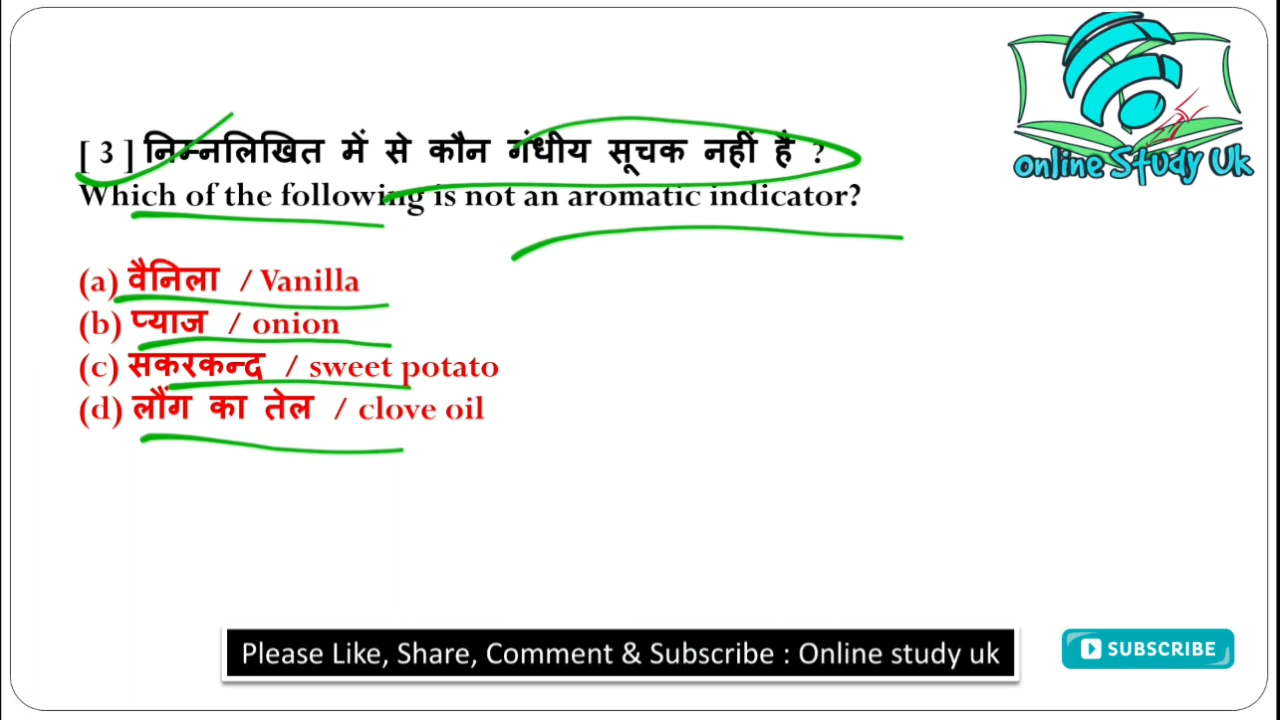 [ 3 ] निम्नलिखित में से कौन गंधीय सूचक नहीं है ?
Which of the following is not an aromatic indicator?
(a) वैनिला / Vanilla
(b) प्याज / onion
(c) सकरकन्द / sweet potato
(d) लौंग का तेल / clove oil
Online Study Uk
Please Like, Share, Comment & Subscribe : Online study uk
SUBSCRIBE